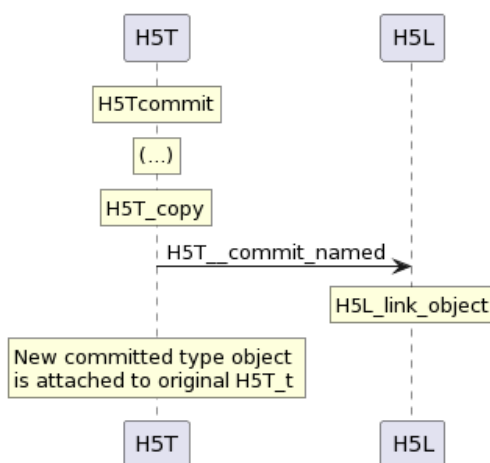 H5T H5L
H5Tcommit
(...)
H5T_copy
H5T__commit_named
H5L_link_object
New committed type object
is attached to original H5T_t
H5T H5L